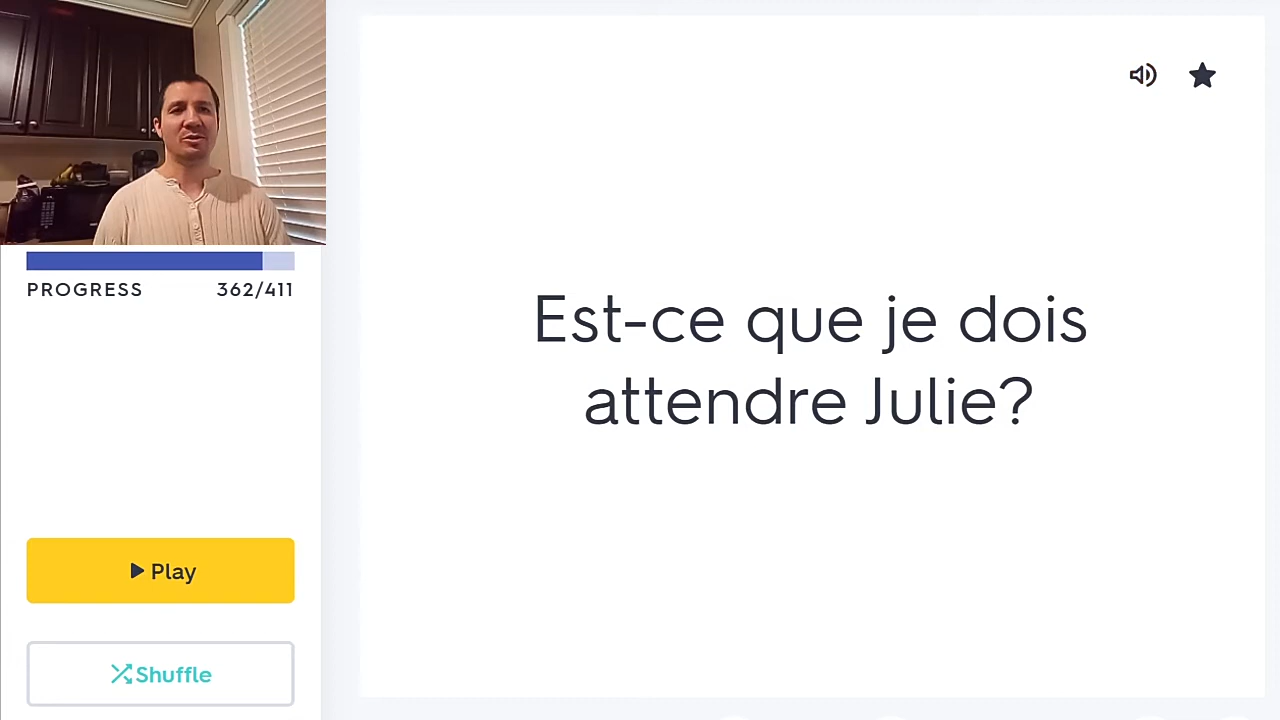 PROGRESS 362/411
Play
Shuffle
Est-ce que je dois
attendre Julie?